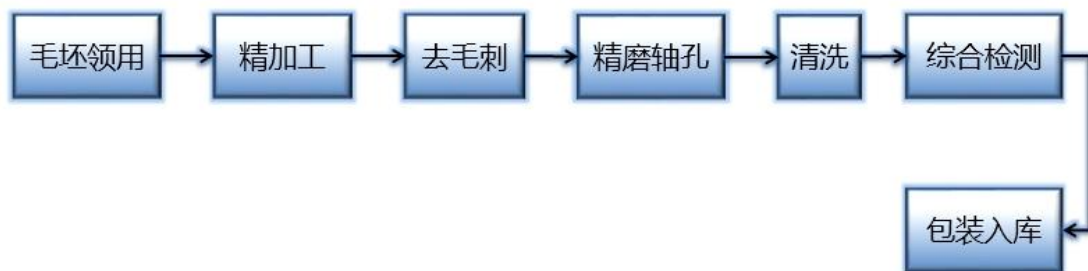 毛坯领用
精加工
去毛刺
精磨轴孔
清洗
综合检测
包装入库